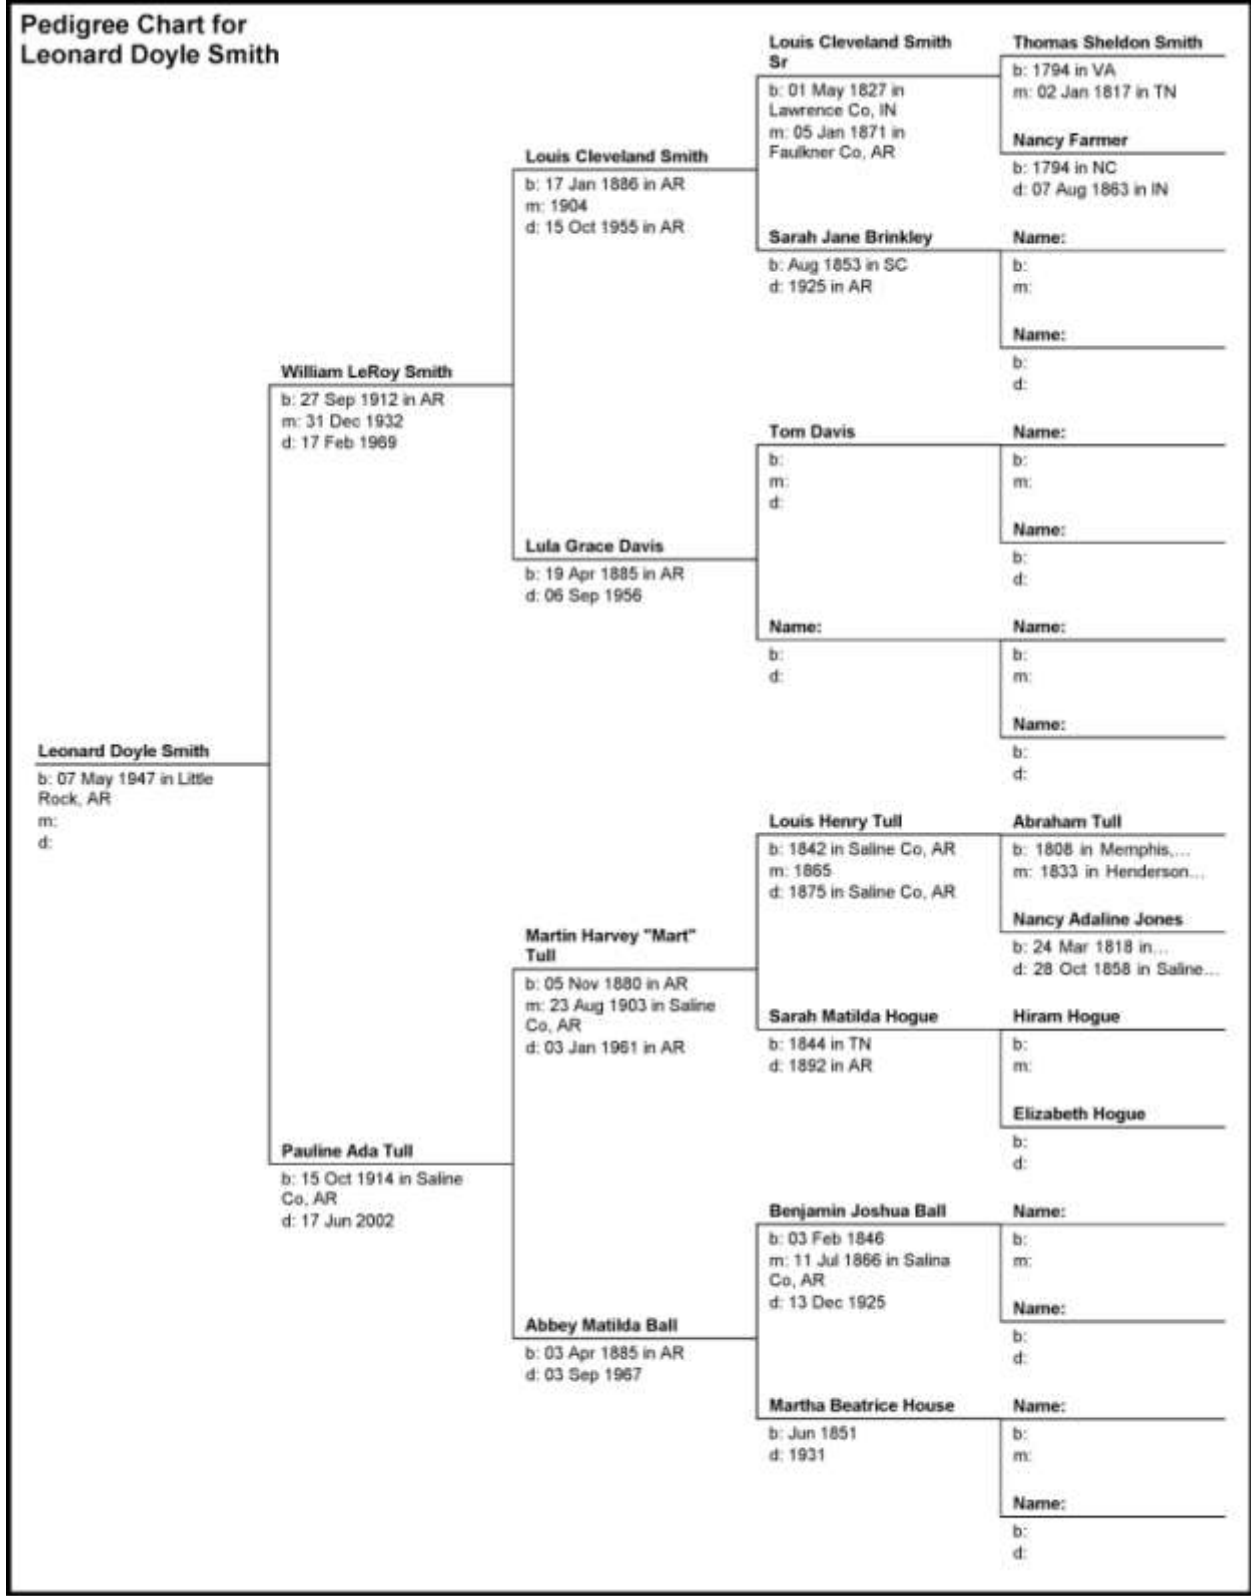 Pedigree Chart for
Leonard Doyle Smith
Leonard Doyle Smith
b: 07 May 1947 in Little
Rock, AR
m:
d:
William LeRoy Smith
b: 27 Sep 1912 in AR
m: 31 Dec 1932
d: 17 Feb 1969
Pauline Ada Tull
b: 15 Oct 1914 in Saline
Co, AR
d: 17 Jun 2002
Louis Cleveland Smith
b: 17 Jan 1886 in AR
m: 1904
d: 15 Oct 1955 in AR
Lula Grace Davis
b: 19 Apr 1885 in AR
d: 06 Sep 1956
Martin Harvey "Mart"
Tull
b: 05 Nov 1880 in AR
m: 23 Aug 1903 in Saline
Co, AR
d: 03 Jan 1961 in AR
Abbey Matilda Ball
b: 03 Apr 1885 in AR
d: 03 Sep 1967
Louis Cleveland Smith
Sr
b: 01 May 1827 in
Lawrence Co, IN
m: 05 Jan 1871 in
Faulkner Co, AR
Sarah Jane Brinkley
b: Aug 1853 in SC
d: 1925 in AR
Tom Davis
b:
m:
d:
Name:
b:
d:
Louis Henry Tull
b: 1842 in Saline Co, AR
m: 1865
d: 1875 in Saline Co, AR
Sarah Matilda Hogue
b: 1844 in TN
d: 1892 in AR
Benjamin Joshua Ball
b: 03 Feb 1846
m: 11 Jul 1866 in Salina
Co, AR
d: 13 Dec 1925
Martha Beatrice House
b: Jun 1851
d: 1931
Thomas Sheldon Smith
b: 1794 in VA
m: 02 Jan 1817 in TN
Nancy Farmer
b: 1794 in NC
d: 07 Aug 1863 in IN
Name:
b:
m:
Name:
b:
d:
Name:
b:
m:
Name:
b:
d:
Name:
b:
m:
Name:
b:
d:
Abraham Tull
b: 1808 in Memphis,...
m: 1833 in Henderson...
Nancy Adaline Jones
b: 24 Mar 1818 in...
d: 28 Oct 1858 in Saline...
Hiram Hogue
b:
m:
Elizabeth Hogue
b:
d:
Name:
b:
m:
Name:
b:
d:
Name:
b:
m:
Name:
b:
d: